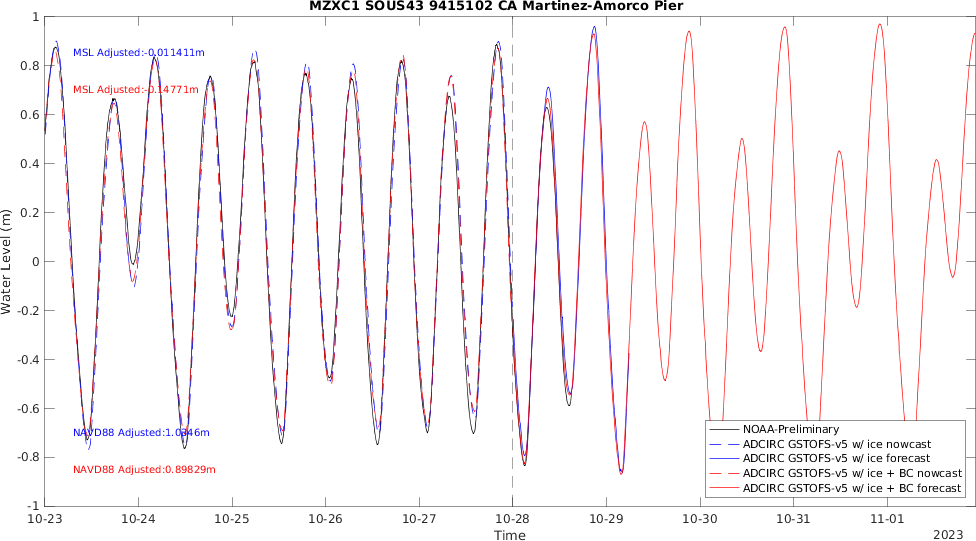 MZXC1 SOUS43 9415102 CA Martinez-Amorco Pier
1
0.8
0.6
0.4
0.2
0
-0.2
-0.4
-0.6
-0.8
-1
Water Level (m)
MSL Adjusted:-0.011411m
MSL Adjusted:-0.14771m
NAVD88 Adjusted:1.0346m
NAVD88 Adjusted:0.89829m
NOAA-Preliminary
ADCIRC GSTOFS-v5 w/ ice nowcast
ADCIRC GSTOFS-v5 w/ ice forecast
ADCIRC GSTOFS-v5 w/ ice + BC nowcast
ADCIRC GSTOFS-v5 w/ ice + BC forecast
10-23 10-24 10-25 10-26 10-27 10-28 10-29 10-30 10-31 11-01
Time
2023